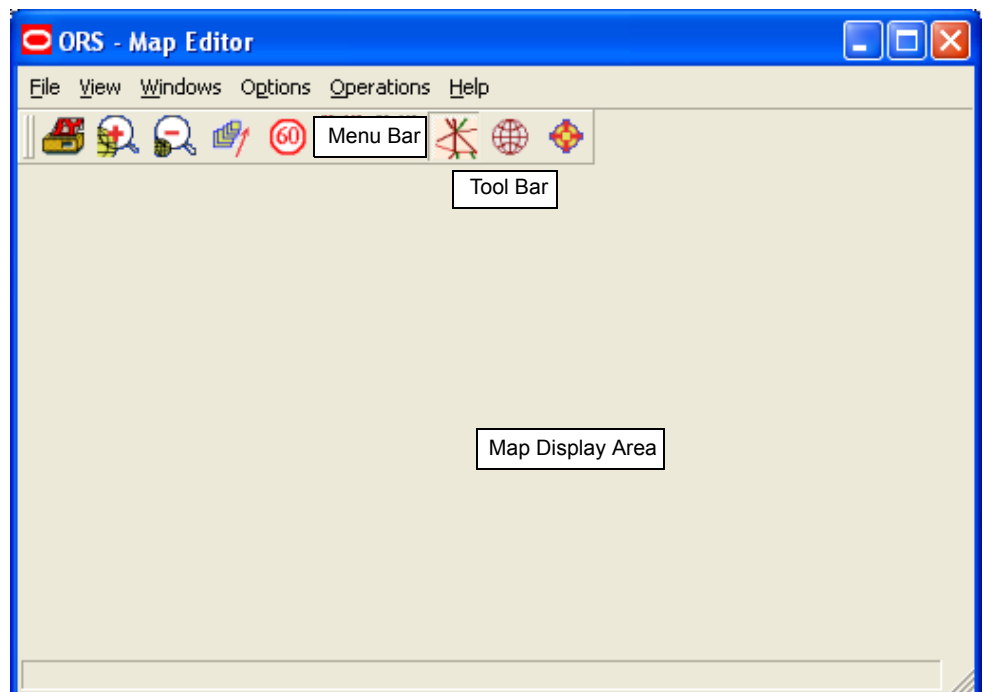 ORS - Map Editor
File View Windows Options Operations Help
60 Menu Bar
Tool Bar
Map Display Area